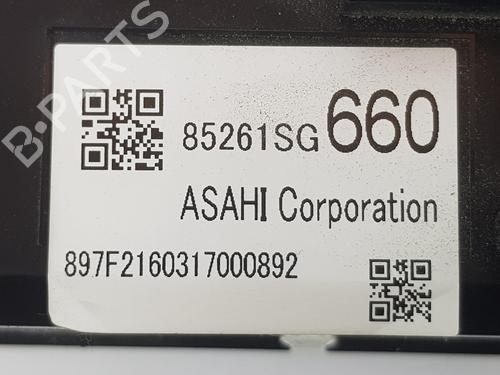 B-PARTS
85261SG660
ASAHI Corporation
897F2160317000892